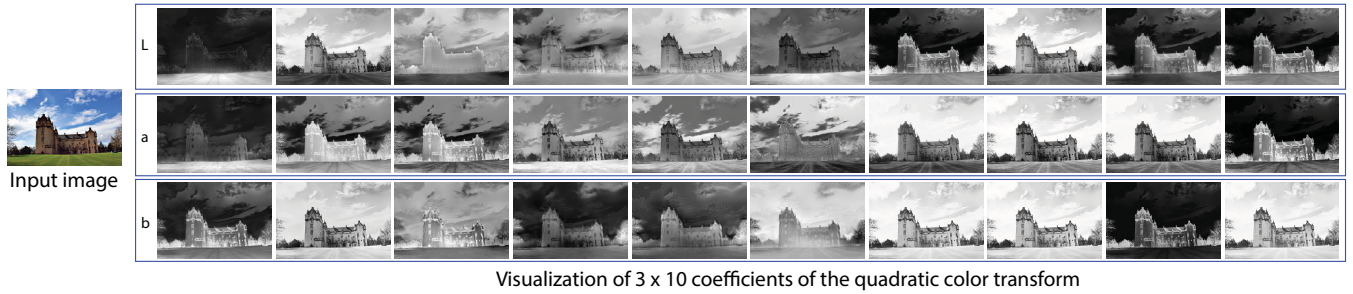 L
a
Input image
b
Visualization of 3 x 10 coefficients of the quadratic color transform